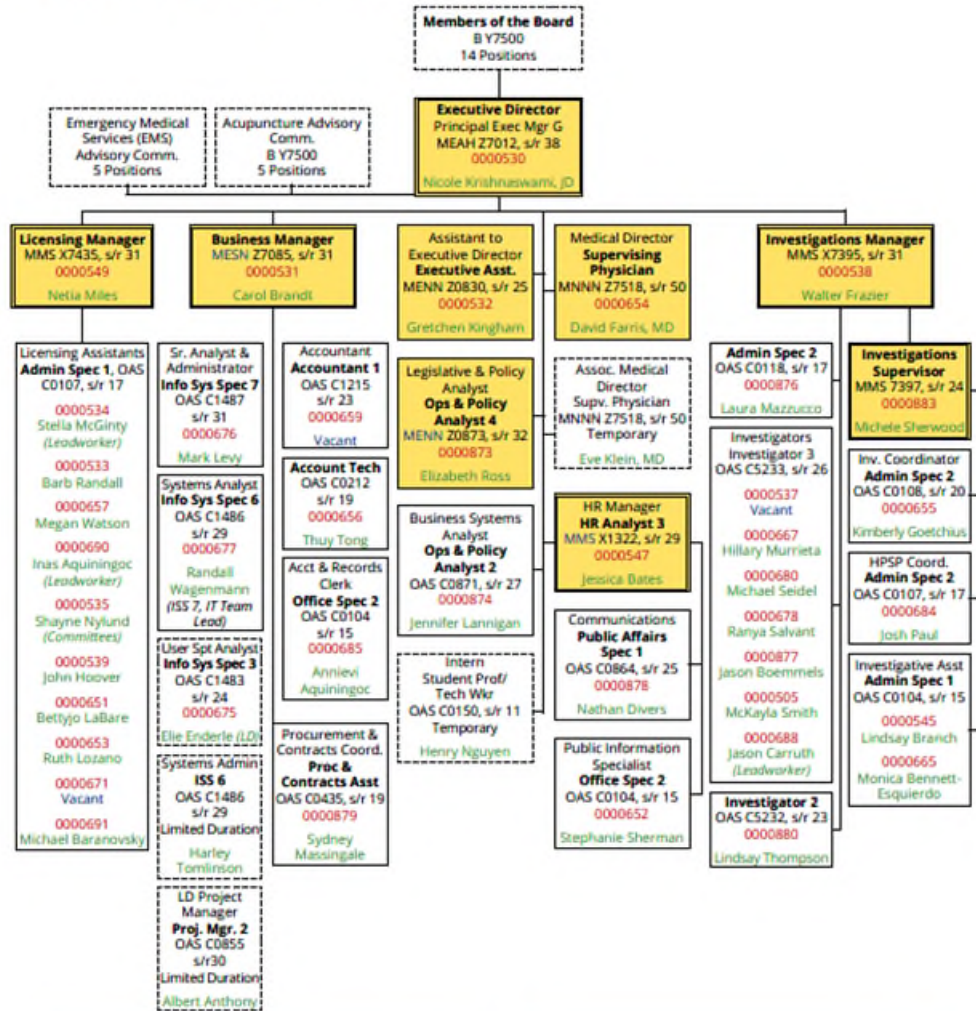 Members of the Board
B Y7500
14 Positions
Emergency Medical
Services (EMS)
Advisory Comm.
5 Positions
Acupuncture Advisory
Comm.
B Y7500
5 Positions
Executive Director
Principal Exec Mgr G
MEAH Z7012, s/r 38
0000530
Nicole Krishnaswami, JD
Licensing Manager
MMS X7435, s/r 31
0000549
Netia Miles
Business Manager
MESN Z7085, s/r 31
0000531
Carol Brandt
Assistant to
Executive Director
Executive Asst.
MENN Z0830, s/r 25
0000532
Gretchen Kingham
Medical Director
Supervising
Physician
MNNN Z7518, s/r 50
0000654
David Farris, MD
Investigations Manager
MMS X7395, s/r 31
0000538
Walter Frazier
Licensing Assistants
Admin Spec 1, OAS
C0107, s/r 17
0000534
Stella McGinty
(Leadworker)
0000533
Barb Randall
0000657
Megan Watson
0000690
Inas Aquiningoc
(Leadworker)
0000535
Shayne Nylund
(Committees)
0000539
John Hoover
0000651
Bettyjo LaBare
0000653
Ruth Lozano
0000671
Vacant
0000691
Michael Baranovsky
Sr. Analyst &
Administrator
Info Sys Spec 7
OAS C1487
s/r 31
0000676
Mark Levy
Systems Analyst
Info Sys Spec 6
OAS C1486
s/r 29
0000677
Randall
Wagenmann
(ISS 7, IT Team
Lead)
User Spt Analyst
Info Sys Spec 3
OAS C1483
s/r 24
0000675
Elie Enderle (LD)
Systems Admin
ISS 6
OAS C1486
s/r 29
Limited Duration
Harley
Tomlinson
LD Project
Manager
Proj. Mgr. 2
OAS C0855
s/r30
Limited Duration
Albert Anthony
Accountant
Accountant 1
OAS C1215
s/r 23
0000659
Vacant
Account Tech
OAS C0212
s/r 19
0000656
Thuy Tong
Acct & Records
Clerk
Office Spec 2
OAS C0104
s/r 15
0000685
Annievi
Aquiningoc
Procurement &
Contracts Coord.
Proc &
Contracts Asst
OAS C0435, s/r 19
0000879
Sydney
Massingale
Legislative & Policy
Analyst
Ops & Policy
Analyst 4
MENN Z0873, s/r 32
0000873
Elizabeth Ross
Business Systems
Analyst
Ops & Policy
Analyst 2
OAS C0871, s/r 27
0000874
Jennifer Lannigan
Intern
Student Prof/
Tech Wkr
OAS C0150, s/r 11
Temporary
Henry Nguyen
Assoc. Medical
Director
Supv. Physician
MNNN Z7518, s/r 50
Temporary
Eve Klein, MD
HR Manager
HR Analyst 3
MMS X1322, s/r 29
0000547
Jessica Bates
Communications
Public Affairs
Spec 1
OAS C0864, s/r 25
0000878
Nathan Divers
Public Information
Specialist
Office Spec 2
OAS C0104, s/r 15
0000652
Stephanie Sherman
Admin Spec 2
OAS C0118, s/r 17
0000876
Laura Mazzucco
Investigators
Investigator 3
OAS C5233, s/r 26
0000537
Vacant
0000667
Hillary Murrieta
0000680
Michael Seidel
0000678
Ranya Salvant
0000877
Jason Boemmels
0000505
McKayla Smith
0000688
Jason Carruth
(Leadworker)
Investigator 2
OAS C5232, s/r 23
0000880
Lindsay Thompson
Investigations
Supervisor
MMS 7397, s/r 24
0000883
Michele Sherwood
Inv. Coordinator
Admin Spec 2
OAS C0108, s/r 20
0000655
Kimberly Goetchius
HPSP Coord.
Admin Spec 2
OAS C0107, s/r 17
0000684
Josh Paul
Investigative Asst
Admin Spec 1
OAS C0104, s/r 15
0000545
Lindsay Branch
0000665
Monica Bennett-
Esquierdo